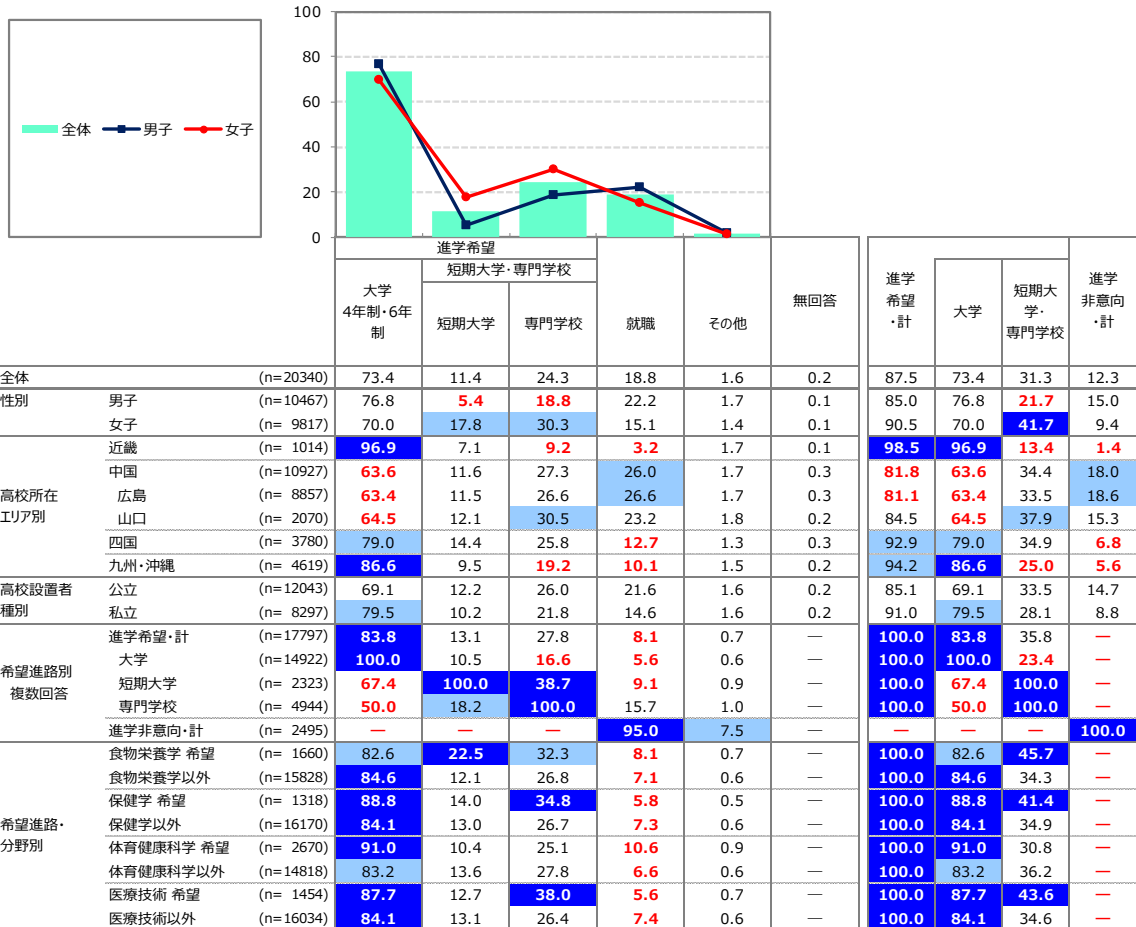 100
80
60
40
20
0
全体 男子 女子
進学希望
短期大学・専門学校
大学
4年制・6年
制
短期大学
専門学校
就職
その他
無回答
進学
希望
・計
大学
短期大
学・
専門学校
進学
非意向
・計
全体 (n=20340) 73.4 11.4 24.3 18.8 1.6 0.2 87.5 73.4 31.3 12.3
性別 男子 (n=10467) 76.8 5.4 18.8 22.2 1.7 0.1 85.0 76.8 21.7 15.0
女子 (n= 9817) 70.0 17.8 30.3 15.1 1.4 0.1 90.5 70.0 41.7 9.4
高校所在
エリア別
近畿 (n= 1014) 96.9 7.1 9.2 3.2 1.7 0.1 98.5 96.9 13.4 1.4
中国 (n=10927) 63.6 11.6 27.3 26.0 1.7 0.3 81.8 63.6 34.4 18.0
広島 (n= 8857) 63.4 11.5 26.6 26.6 1.7 0.3 81.1 63.4 33.5 18.6
山口 (n= 2070) 64.5 12.1 30.5 23.2 1.8 0.2 84.5 64.5 37.9 15.3
四国 (n= 3780) 79.0 14.4 25.8 12.7 1.3 0.3 92.9 79.0 34.9 6.8
九州・沖縄 (n= 4619) 86.6 9.5 19.2 10.1 1.5 0.2 94.2 86.6 25.0 5.6
高校設置者
種別
公立 (n=12043) 69.1 12.2 26.0 21.6 1.6 0.2 85.1 69.1 33.5 14.7
私立 (n= 8297) 79.5 10.2 21.8 14.6 1.6 0.2 91.0 79.5 28.1 8.8
希望進路別
複数回答
進学希望・計 (n=17797) 83.8 13.1 27.8 8.1 0.7 — 100.0 83.8 35.8 —
大学 (n=14922) 100.0 10.5 16.6 5.6 0.6 — 100.0 100.0 23.4 —
短期大学 (n= 2323) 67.4 100.0 38.7 9.1 0.9 — 100.0 67.4 100.0 —
専門学校 (n= 4944) 50.0 18.2 100.0 15.7 1.0 — 100.0 50.0 100.0 —
進学非意向・計 (n= 2495) — — — 95.0 7.5 — — — — 100.0
希望進路・
分野別
食物栄養学 希望 (n= 1660) 82.6 22.5 32.3 8.1 0.7 — 100.0 82.6 45.7 —
食物栄養学以外 (n=15828) 84.6 12.1 26.8 7.1 0.6 — 100.0 84.6 34.3 —
保健学 希望 (n= 1318) 88.8 14.0 34.8 5.8 0.5 — 100.0 88.8 41.4 —
保健学以外 (n=16170) 84.1 13.0 26.7 7.3 0.6 — 100.0 84.1 34.9 —
体育健康科学 希望 (n= 2670) 91.0 10.4 25.1 10.6 0.9 — 100.0 91.0 30.8 —
体育健康科学以外 (n=14818) 83.2 13.6 27.8 6.6 0.6 — 100.0 83.2 36.2 —
医療技術 希望 (n= 1454) 87.7 12.7 38.0 5.6 0.7 — 100.0 87.7 43.6 —
医療技術以外 (n=16034) 84.1 13.1 26.4 7.4 0.6 — 100.0 84.1 34.6 —